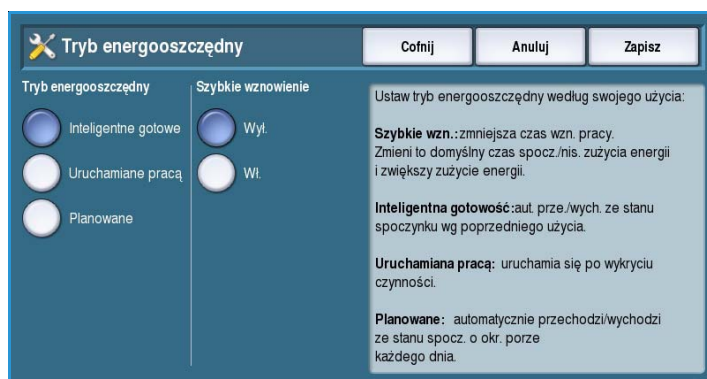 Tryb energooszczędny
Cofnij
Anuluj
Zapisz
Tryb energooszczędny
Inteligentne gotowe
Uruchamiane pracą
Planowane
Szybkie wznowienie
Wył.
Wł.
Ustaw tryb energooszczędny według swojego użycia:
Szybkie wzn.:zmniejsza czas wzn. pracy.
Zmieni to domyślny czas spocz./nis. zużycia energii
i zwiększy zużycie energii.
Inteligentna gotowość:aut. prze./wych. ze stanu
spoczynku wg poprzedniego użycia.
Uruchamiana pracą: uruchamia się po wykryciu
czynności.
Planowane: automatycznie przechodzi/wychodzi
ze stanu spocz. o okr. porze
każdego dnia.